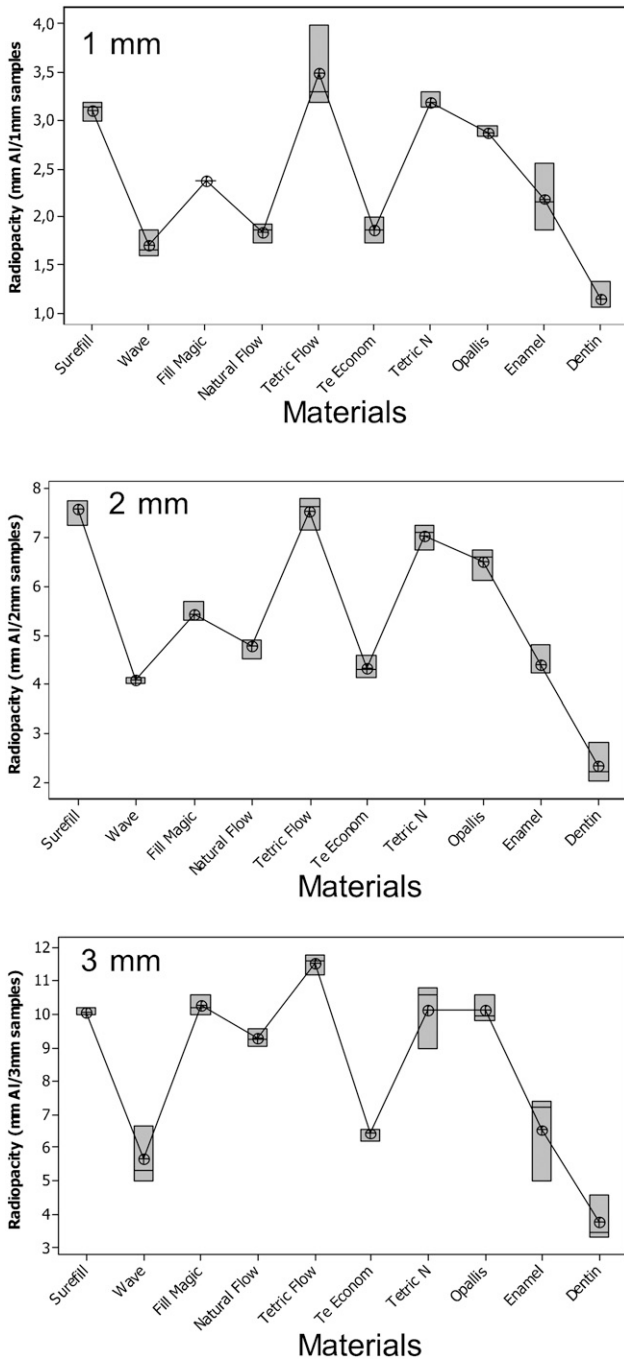 1 mm
Radiopacity (mm Al/1mm samples)
4,0
3,5
3,0
2,5
2,0
1,5
1,0
Surefill
Wave
Fill Magic
Natural Flow
Tetric Flow
Te Econom
Tetric N
Opallis
Enamel
Dentin
Materials
2 mm
Radiopacity (mm Al/2mm samples)
8
7
6
5
4
3
2
Surefill
Wave
Fill Magic
Natural Flow
Tetric Flow
Te Econom
Tetric N
Opallis
Enamel
Dentin
Materials
3 mm
Radiopacity (mm Al/3mm samples)
12
11
10
9
8
7
6
5
4
3
Surefill
Wave
Fill Magic
Natural Flow
Tetric Flow
Te Econom
Tetric N
Opallis
Enamel
Dentin
Materials